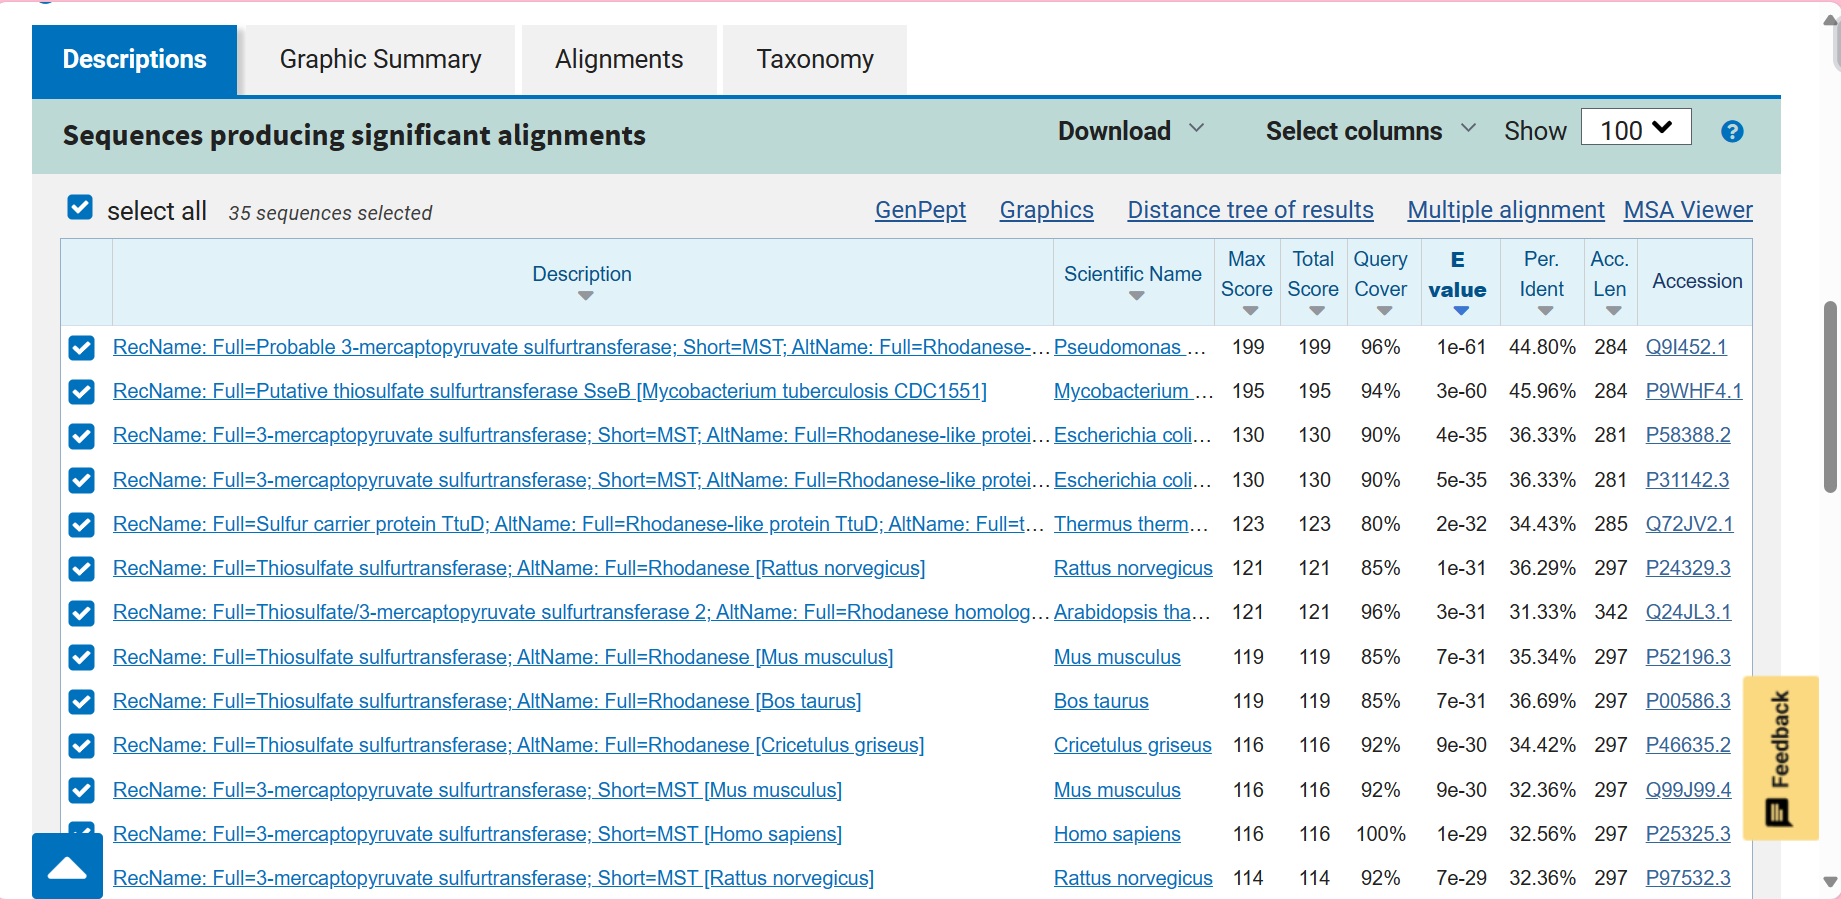 Descriptions Graphic Summary Alignments Taxonomy
Sequences producing significant alignments Download Select columns Show 100 ?
select all 35 sequences selected GenPept Graphics Distance tree of results Multiple alignment MSA Viewer
Description Scientific Name Max Score Total Score Query Cover E value Per. Ident Acc. Len Accession
RecName: Full=Probable 3-mercaptopyruvate sulfurtransferase; Short=MST; AltName: Full=Rhodanese-... Pseudomonas ... 199 199 96% 1e-61 44.80% 284 Q9I452.1
RecName: Full=Putative thiosulfate sulfurtransferase SseB [Mycobacterium tuberculosis CDC1551] Mycobacterium ... 195 195 94% 3e-60 45.96% 284 P9WHF4.1
RecName: Full=3-mercaptopyruvate sulfurtransferase; Short=MST; AltName: Full=Rhodanese-like protei... Escherichia coli... 130 130 90% 4e-35 36.33% 281 P58388.2
RecName: Full=3-mercaptopyruvate sulfurtransferase; Short=MST; AltName: Full=Rhodanese-like protei... Escherichia coli... 130 130 90% 5e-35 36.33% 281 P31142.3
RecName: Full=Sulfur carrier protein TtuD; AltName: Full=Rhodanese-like protein TtuD; AltName: Full=t... Thermus therm... 123 123 80% 2e-32 34.43% 285 Q72JV2.1
RecName: Full=Thiosulfate sulfurtransferase; AltName: Full=Rhodanese [Rattus norvegicus] Rattus norvegicus 121 121 85% 1e-31 36.29% 297 P24329.3
RecName: Full=Thiosulfate/3-mercaptopyruvate sulfurtransferase 2; AltName: Full=Rhodanese homolog... Arabidopsis tha... 121 121 96% 3e-31 31.33% 342 Q24JL3.1
RecName: Full=Thiosulfate sulfurtransferase; AltName: Full=Rhodanese [Mus musculus] Mus musculus 119 119 85% 7e-31 35.34% 297 P52196.3
RecName: Full=Thiosulfate sulfurtransferase; AltName: Full=Rhodanese [Bos taurus] Bos taurus 119 119 85% 7e-31 36.69% 297 P00586.3
RecName: Full=Thiosulfate sulfurtransferase; AltName: Full=Rhodanese [Cricetulus griseus] Cricetulus griseus 116 116 92% 9e-30 34.42% 297 P46635.2
RecName: Full=3-mercaptopyruvate sulfurtransferase; Short=MST [Mus musculus] Mus musculus 116 116 92% 9e-30 32.36% 297 Q99J99.4
RecName: Full=3-mercaptopyruvate sulfurtransferase; Short=MST [Homo sapiens] Homo sapiens 116 116 100% 1e-29 32.56% 297 P25325.3
RecName: Full=3-mercaptopyruvate sulfurtransferase; Short=MST [Rattus norvegicus] Rattus norvegicus 114 114 92% 7e-29 32.36% 297 P97532.3
Feedback